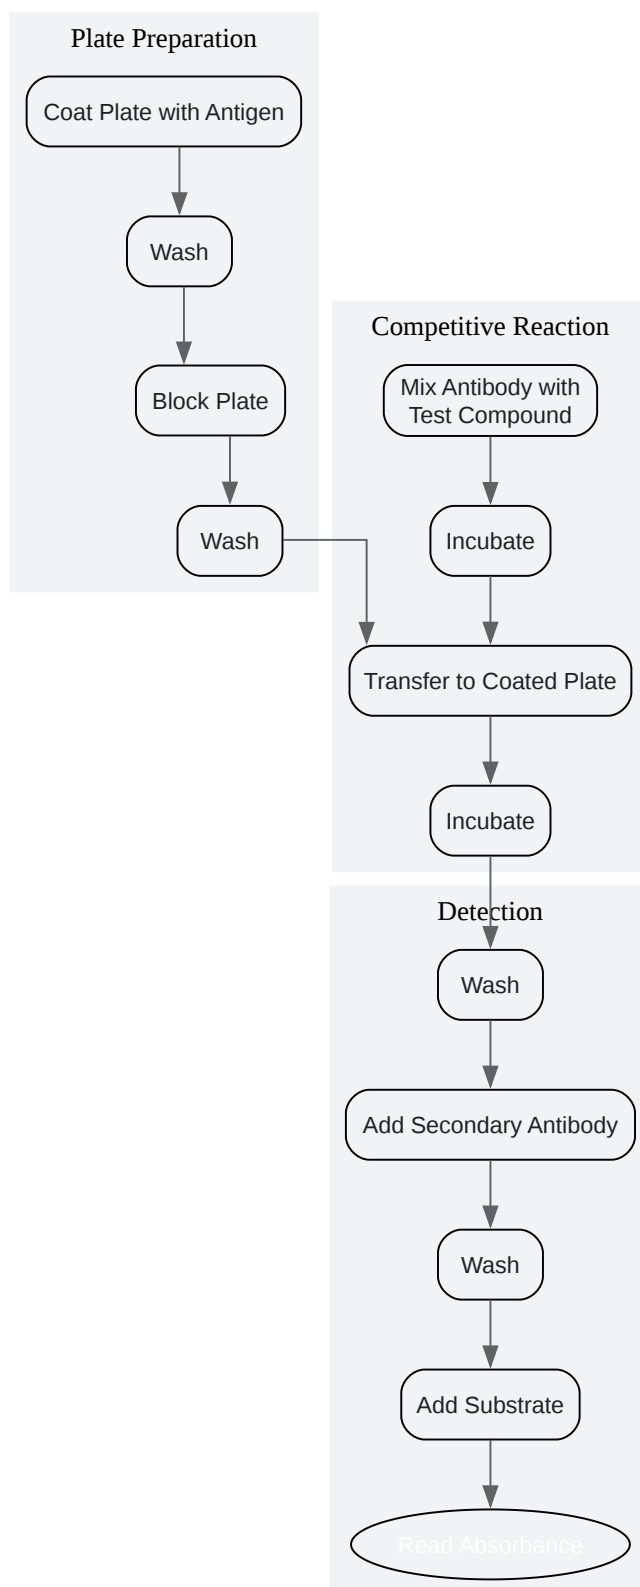 Plate Preparation
Coat Plate with Antigen
Wash
Block Plate
Wash
Competitive Reaction
Mix Antibody with
Test Compound
Incubate
Transfer to Coated Plate
Incubate
Detection
Wash
Add Secondary Antibody
Wash
Add Substrate
Read Absorbance